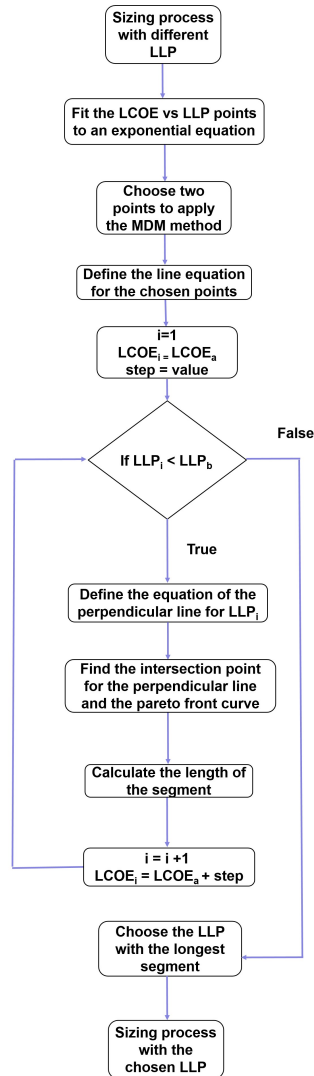 Sizing process
with different
LLP
Fit the LCOE vs LLP points
to an exponential equation
Choose two
points to apply
the MDM method
Define the line equation
for the chosen points
i=1
LCOEi = LCOEa
step = value
If LLPi < LLPb
False
True
Define the equation of the
perpendicular line for LLPi
Find the intersection point
for the perpendicular line
and the pareto front curve
Calculate the length of
the segment
i = i +1
LCOEi = LCOEa + step
Choose the LLP
with the longest
segment
Sizing process
with the
chosen LLP